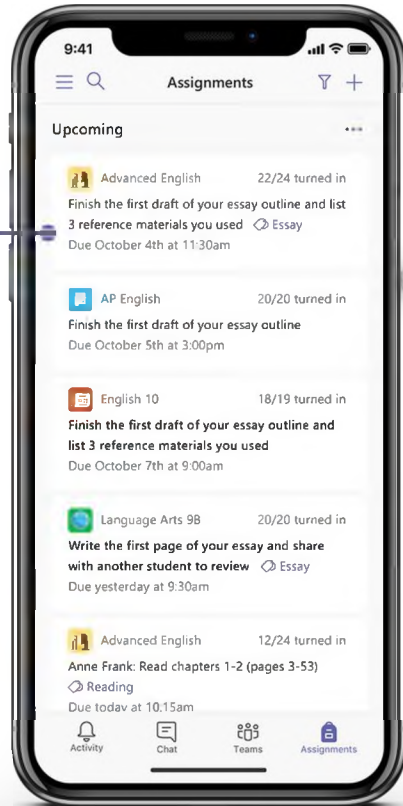 9:41
Assignments
Upcoming
Advanced English 22/24 turned in
Finish the first draft of your essay outline and list
3 reference materials you used Essay
Due October 4th at 11:30am
AP English 20/20 turned in
Finish the first draft of your essay outline
Due October 5th at 3:00pm
English 10 18/19 turned in
Finish the first draft of your essay outline and
list 3 reference materials you used
Due October 7th at 9:00am
Language Arts 9B 20/20 turned in
Write the first page of your essay and share
with another student to review Essay
Due yesterday at 9:30am
Advanced English 12/24 turned in
Anne Frank: Read chapters 1-2 (pages 3-53)
Reading
Due today at 10:15am
Activity Chat Teams Assignments